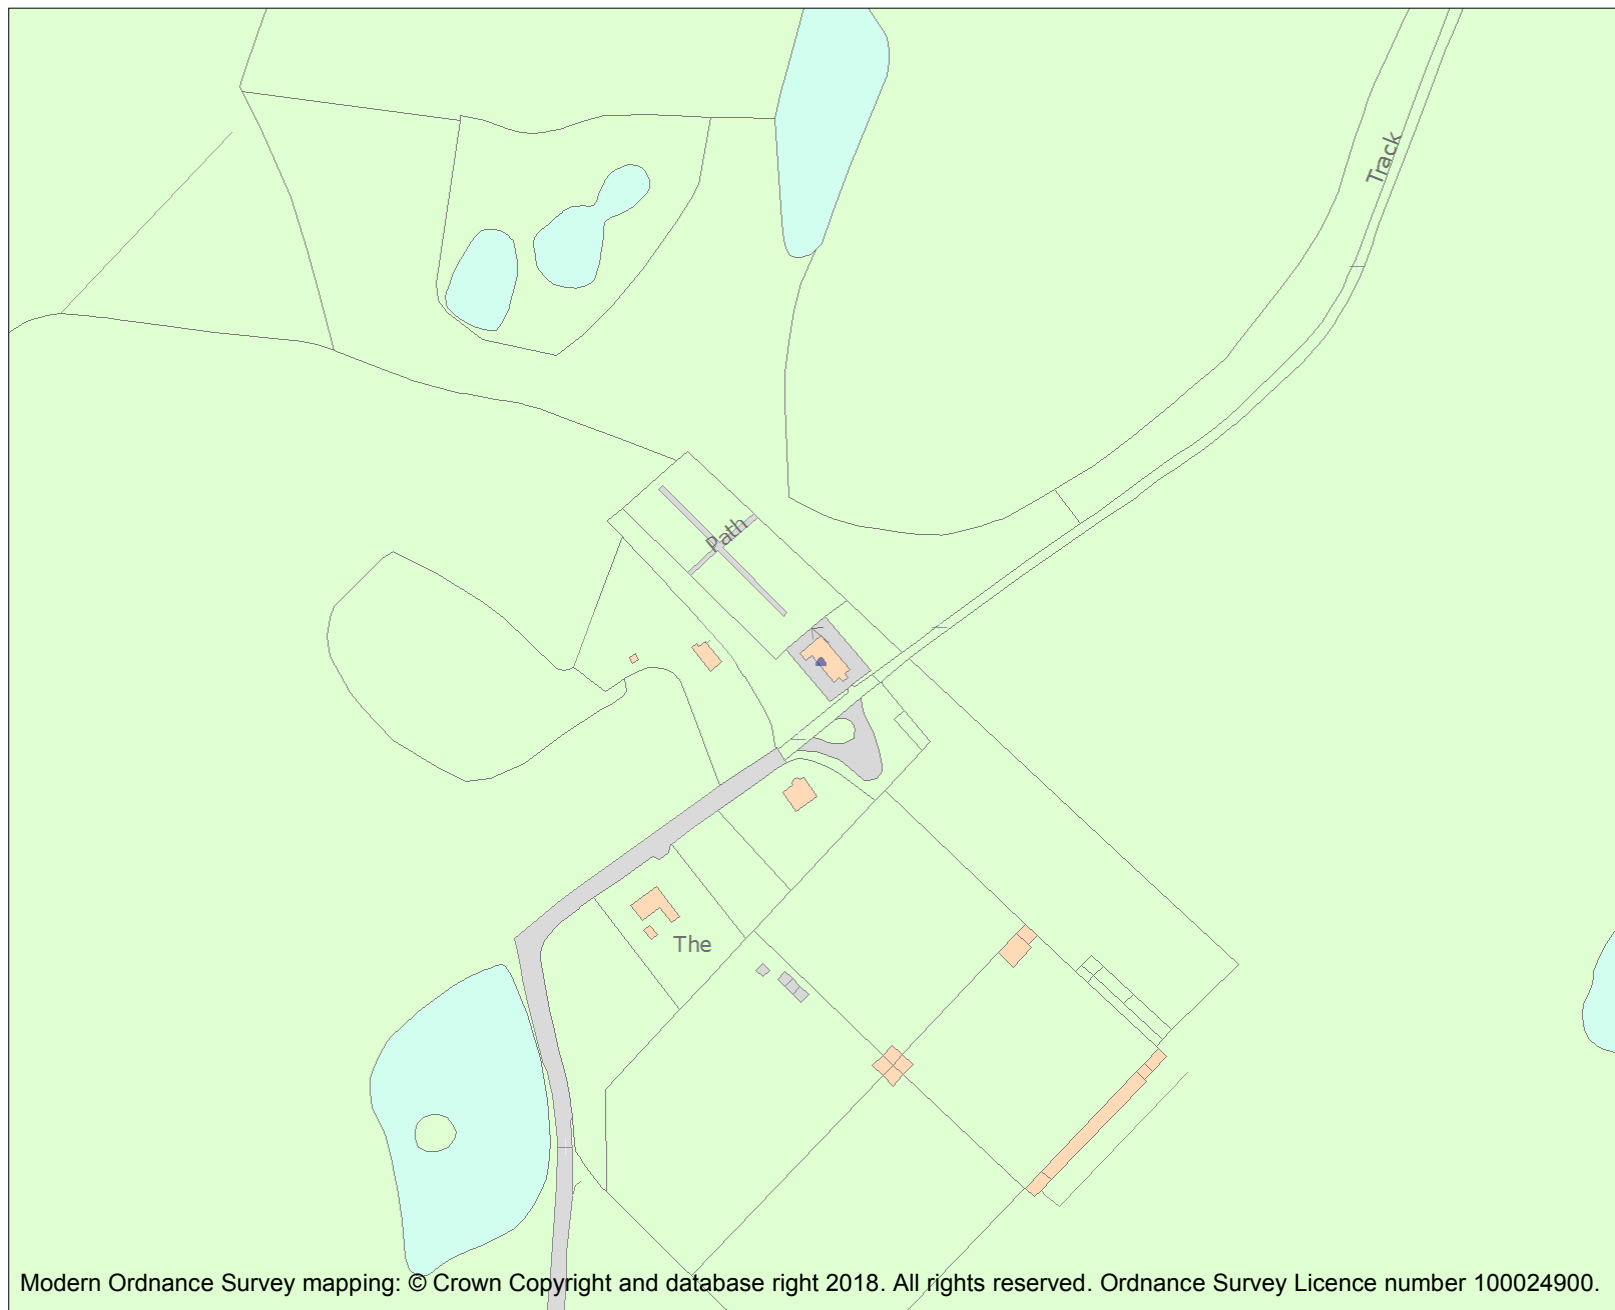 Track
Path
The
Modern Ordnance Survey mapping: © Crown Copyright and database right 2018. All rights reserved. Ordnance Survey Licence number 100024900.